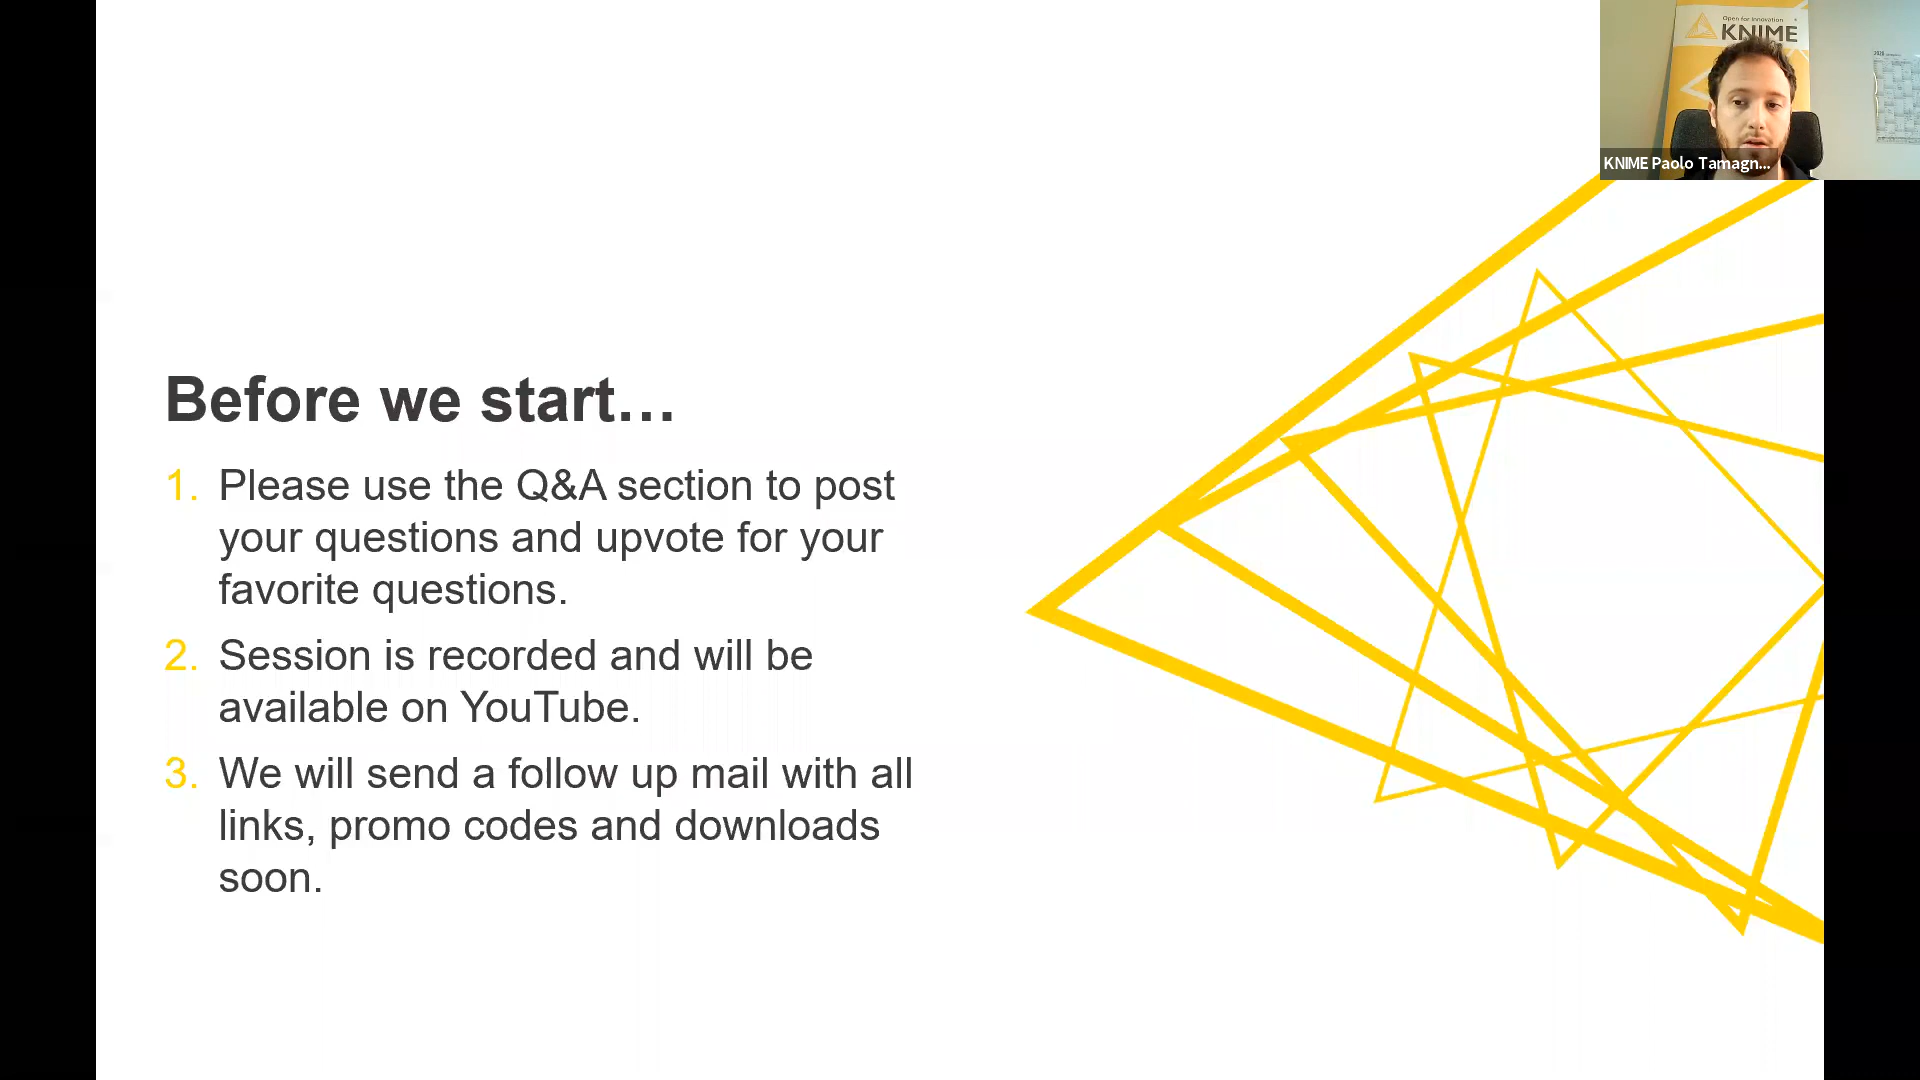 Open for Innovation
KNIME
2020
KNIME Paolo Tamagn...
Before we start...
1. Please use the Q&A section to post
your questions and upvote for your
favorite questions.
2. Session is recorded and will be
available on YouTube.
3. We will send a follow up mail with all
links, promo codes and downloads
soon.